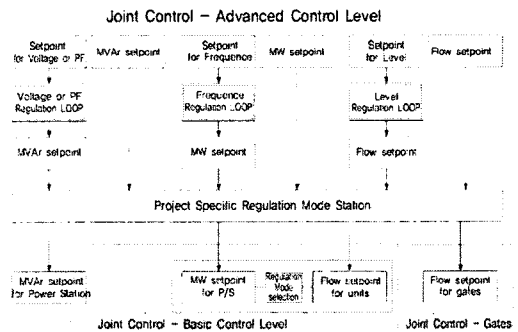 Joint Control - Advanced Control Level
Setpoint
for Voltage or PF
MVAr setpoint
Setpoint
for Frequence
MW setpoint
Setpoint
for Level
Flow setpoint
Voltage or PF
Regulation LOOP
Frequence
Regulation LOOP
Level
Regulation LOOP
MVAr setpoint
MW setpoint
Flow setpoint
Project Specific Regulation Mode Station
MVAr setpoint
for Power Station
MW setpoint
for P/S
Regulation
Mode
selection
Flow setpoint
for units
Flow setpoint
for gates
Joint Control - Basic Control Level
Joint Control - Gates